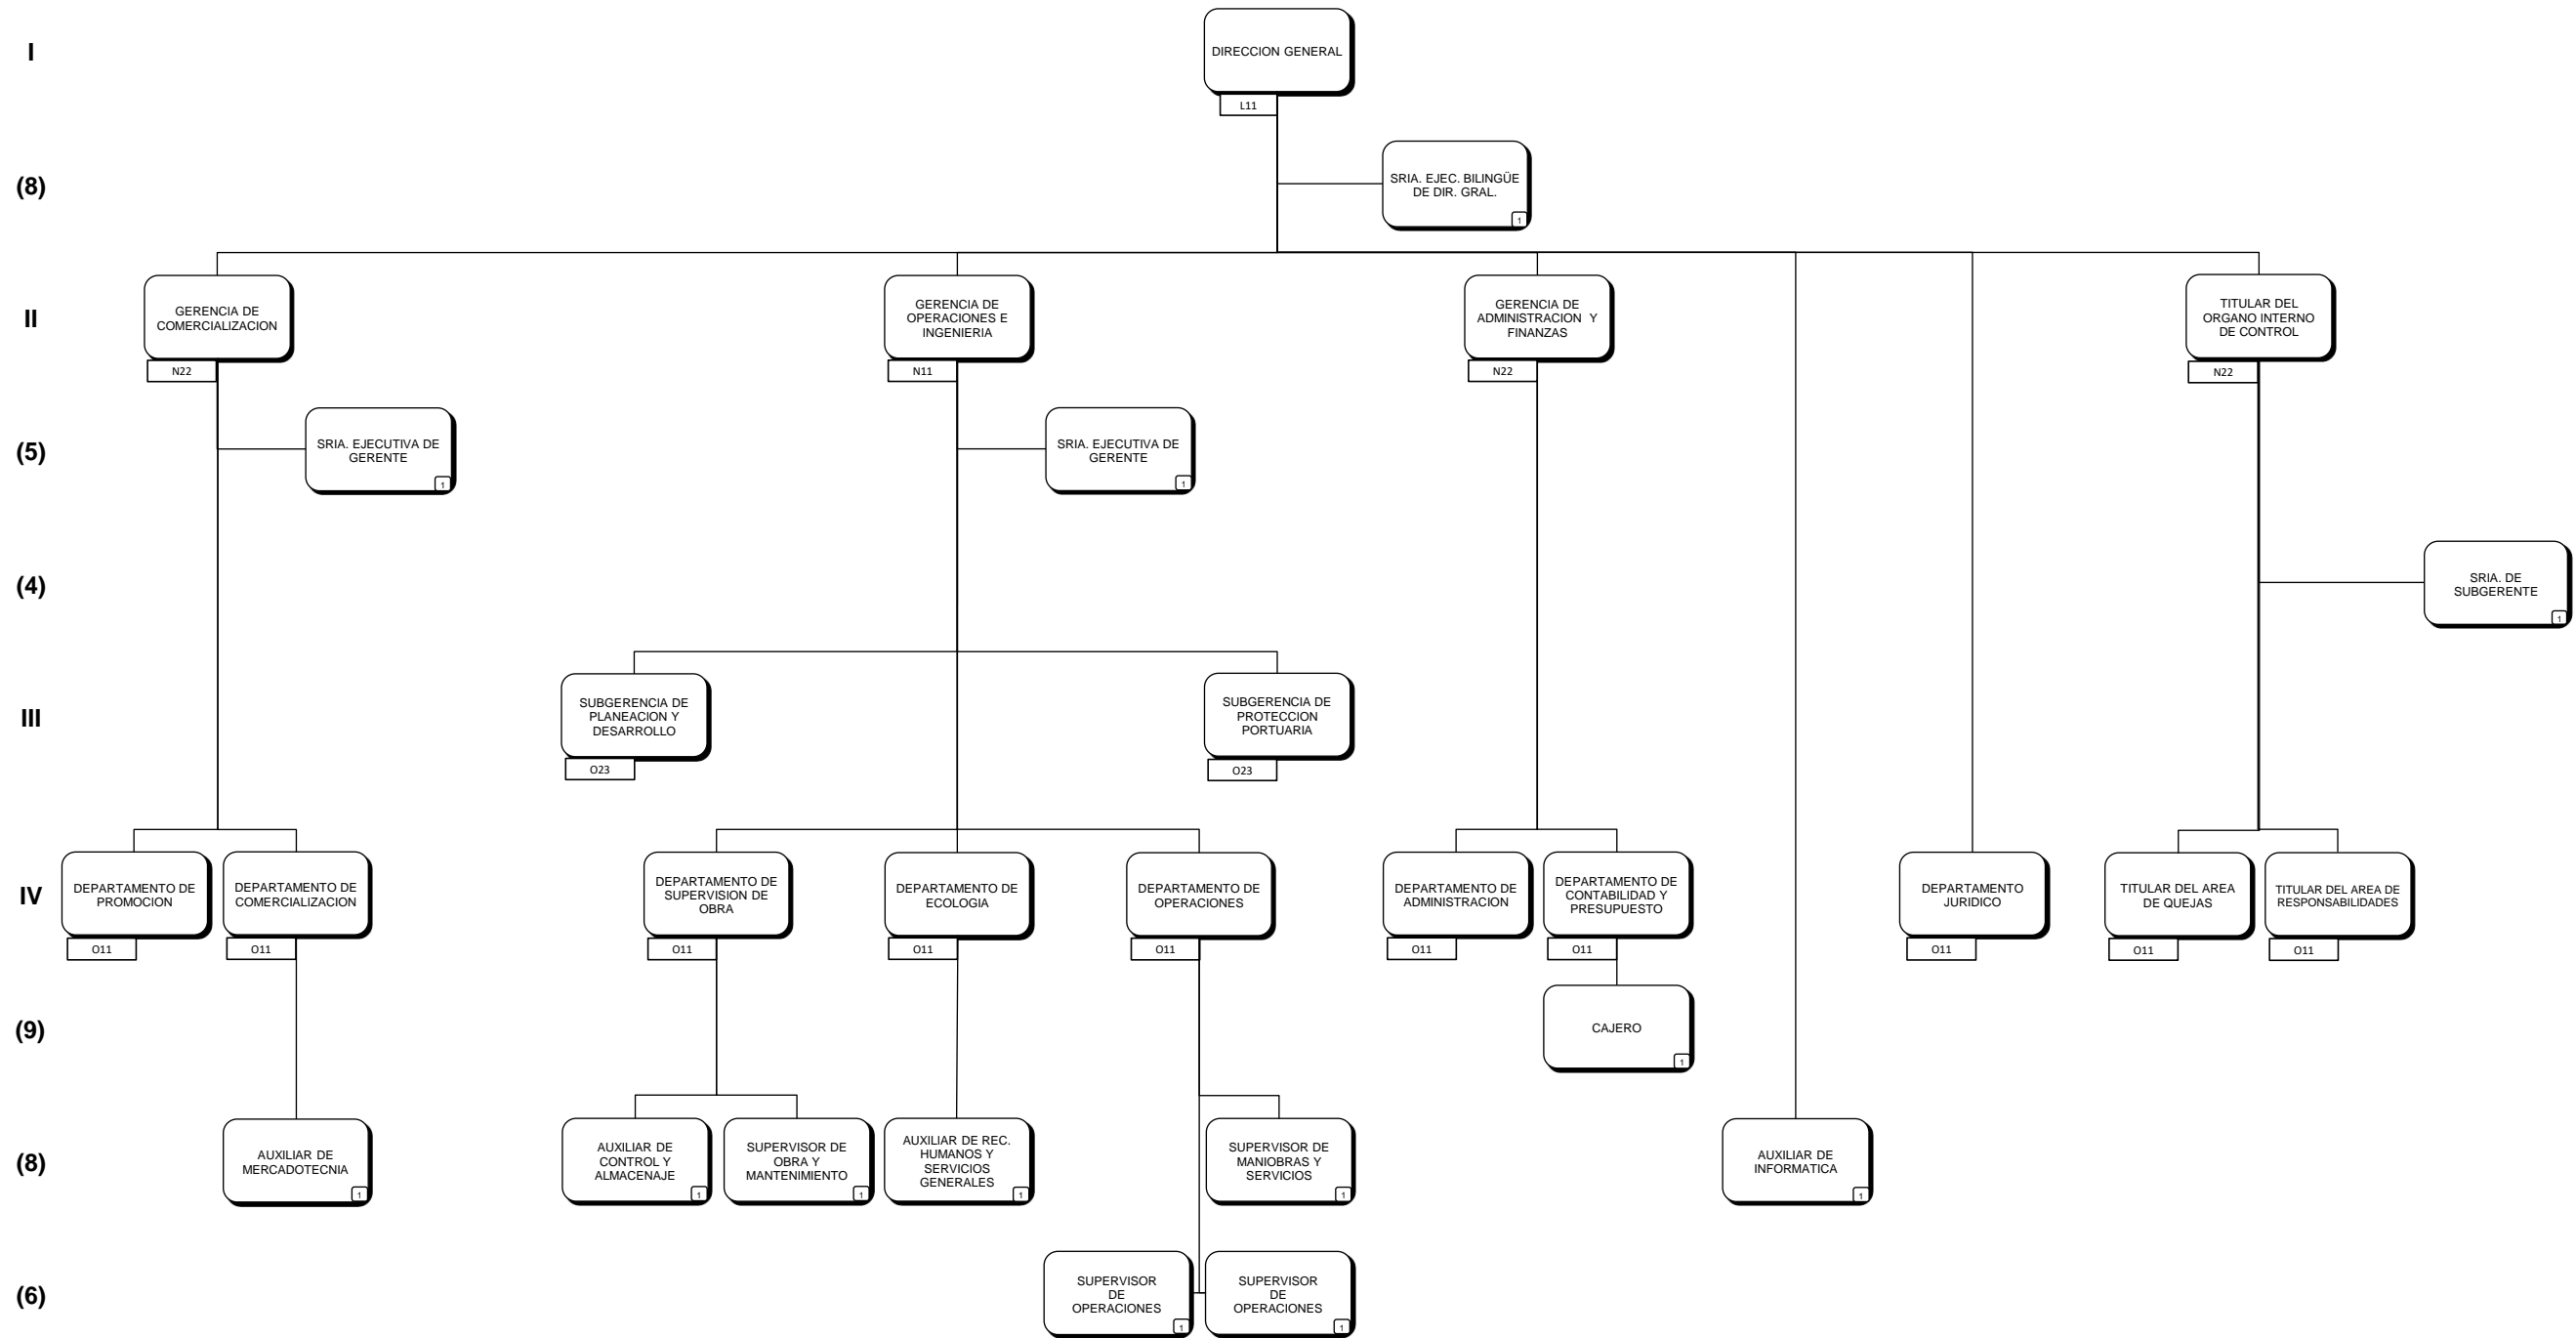 I
DIRECCION GENERAL
L11
(8)
SRIA. EJEC. BILINGÜE
DE DIR. GRAL.
1
II
GERENCIA DE
COMERCIALIZACION
N22
GERENCIA DE
OPERACIONES E
INGENIERIA
N11
GERENCIA DE
ADMINISTRACION Y
FINANZAS
N22
TITULAR DEL
ORGANO INTERNO
DE CONTROL
N22
(5)
SRIA. EJECUTIVA DE
GERENTE
1
SRIA. EJECUTIVA DE
GERENTE
1
(4)
SRIA. DE
SUBGERENTE
1
III
SUBGERENCIA DE
PLANEACION Y
DESARROLLO
O23
SUBGERENCIA DE
PROTECCION
PORTUARIA
O23
IV
DEPARTAMENTO DE
PROMOCION
O11
DEPARTAMENTO DE
COMERCIALIZACION
O11
DEPARTAMENTO DE
SUPERVISION DE
OBRA
O11
DEPARTAMENTO DE
ECOLOGIA
O11
DEPARTAMENTO DE
OPERACIONES
O11
DEPARTAMENTO DE
ADMINISTRACION
O11
DEPARTAMENTO DE
CONTABILIDAD Y
PRESUPUESTO
O11
DEPARTAMENTO
JURIDICO
O11
TITULAR DEL AREA
DE QUEJAS
O11
TITULAR DEL AREA DE
RESPONSABILIDADES
O11
(9)
CAJERO
1
(8)
AUXILIAR DE
MERCADOTECNIA
1
AUXILIAR DE
CONTROL Y
ALMACENAJE
1
SUPERVISOR DE
OBRA Y
MANTENIMIENTO
1
AUXILIAR DE REC.
HUMANOS Y
SERVICIOS
GENERALES
1
SUPERVISOR DE
MANIOBRAS Y
SERVICIOS
1
AUXILIAR DE
INFORMATICA
1
(6)
SUPERVISOR
DE
OPERACIONES
1
SUPERVISOR
DE
OPERACIONES
1